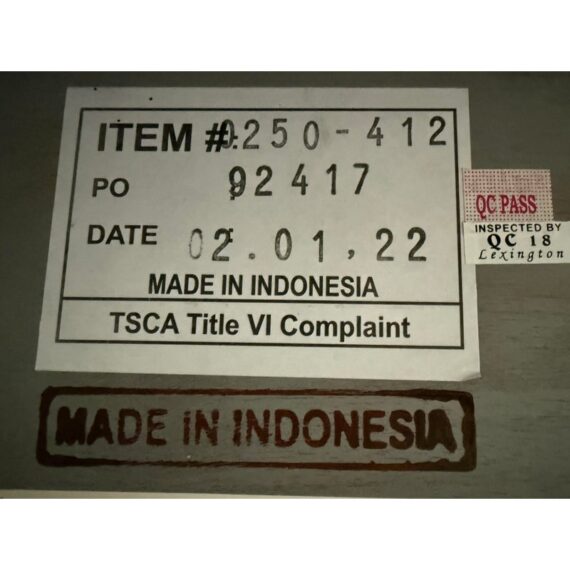 ITEM # 0250-412
PO 92417
DATE 02.01,22
MADE IN INDONESIA
TSCA Title VI Complaint
QC PASS
INSPECTED BY
QC 18
Lexington
MADE iN INDONESIA